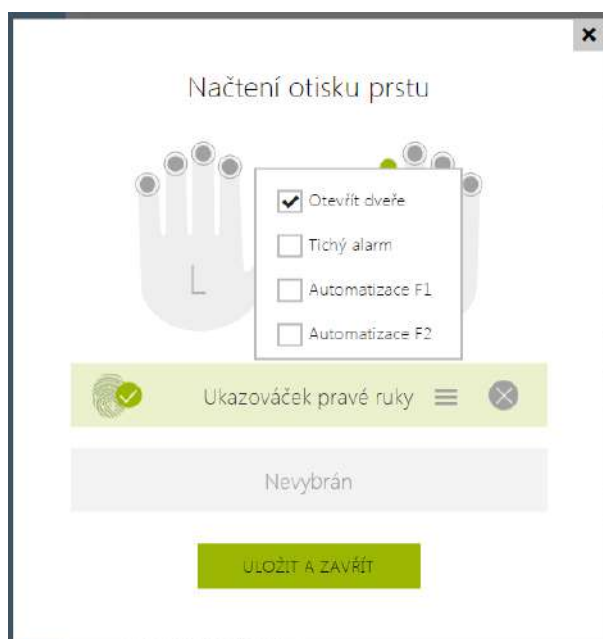 Načtení otisku prstu
Otevřít dveře
Tichý alarm
L
Automatizace F1
Automatizace F2
Ukazováček pravé ruky
Nevybrán
ULOŽIT A ZAVŘÍT